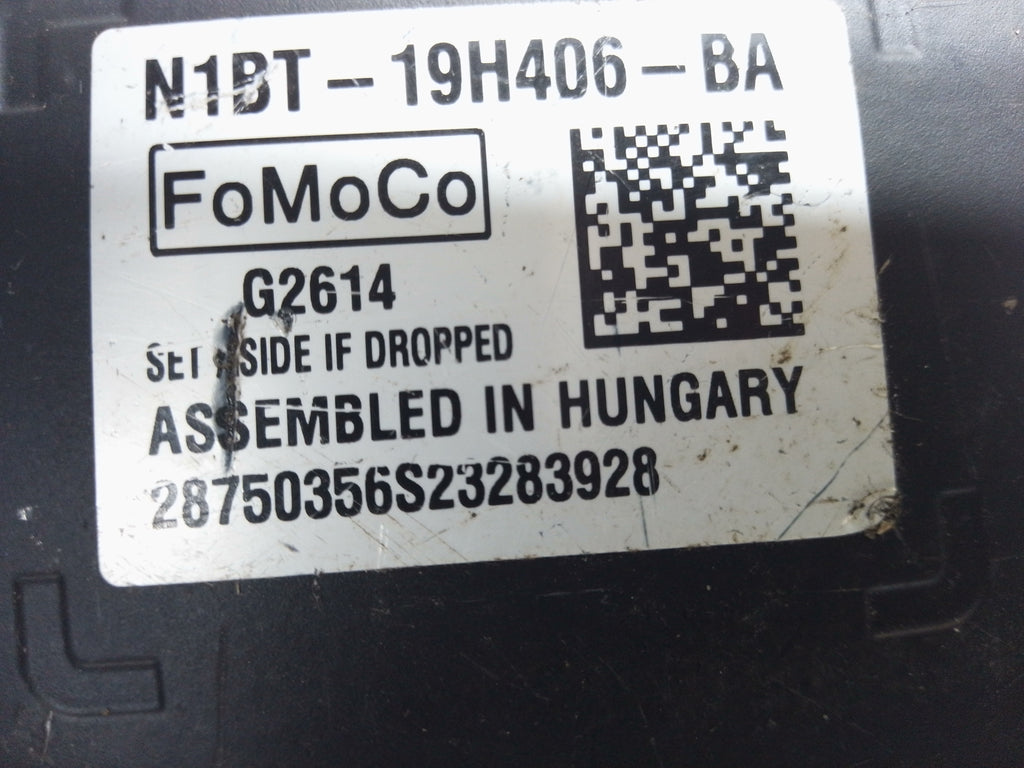 N1BT-19H406-BA
FoMoCo
G2614
SET ASIDE IF DROPPED
ASSEMBLED IN HUNGARY
28750356S23283928